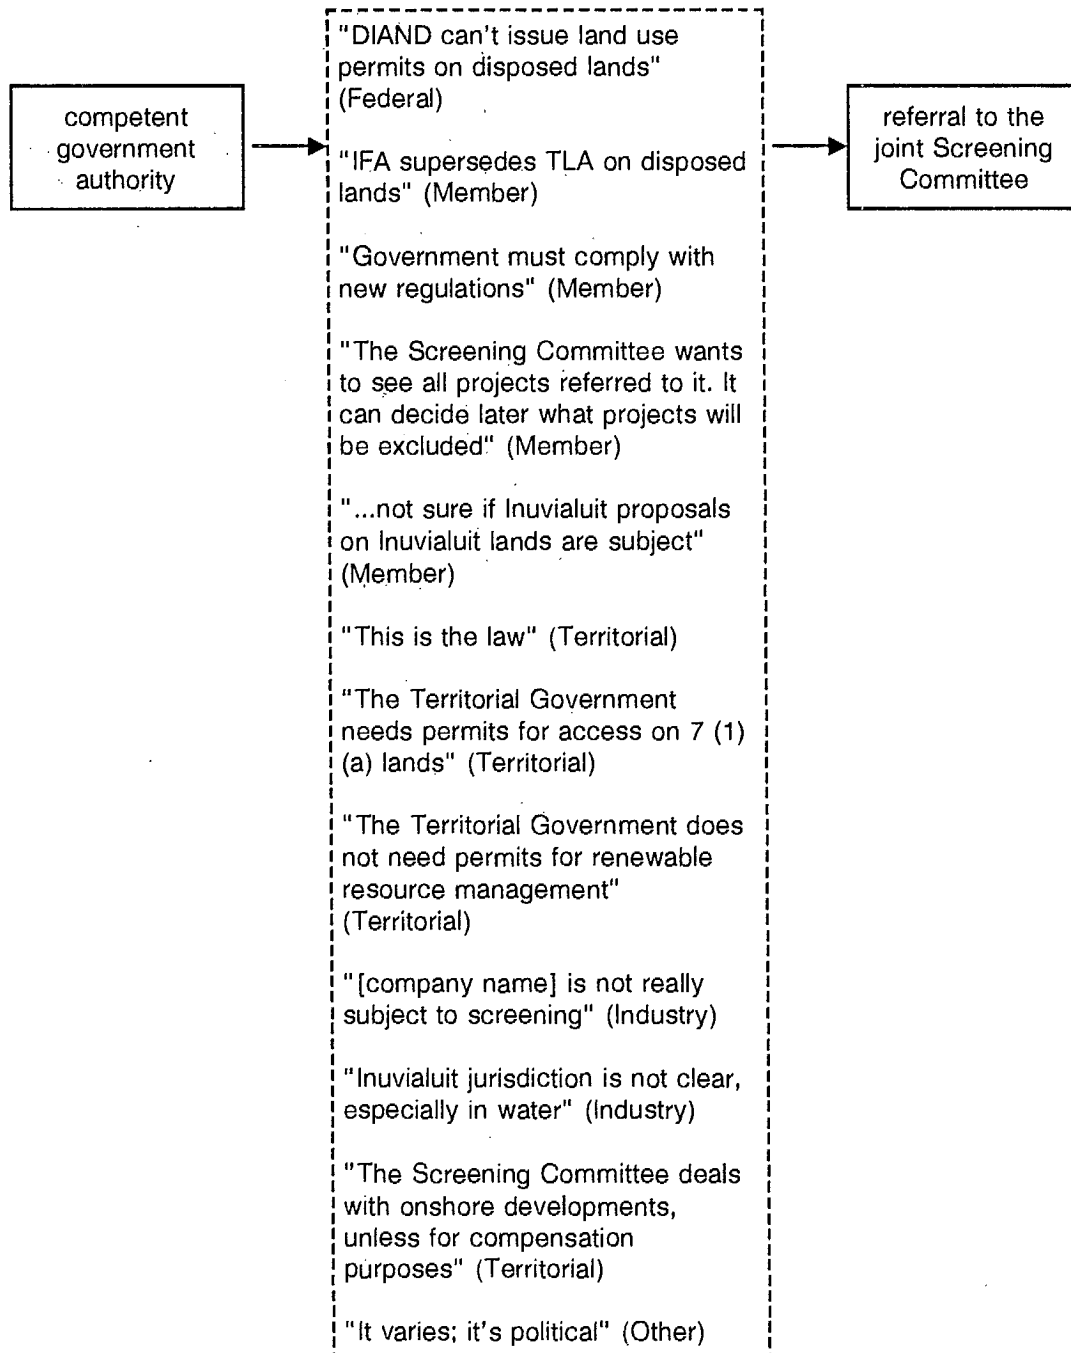 competent
government
authority
"DIAND can't issue land use
permits on disposed lands"
(Federal)
"IFA supersedes TLA on disposed
lands" (Member)
"Government must comply with
new regulations" (Member)
"The Screening Committee wants
to see all projects referred to it. It
can decide later what projects will
be excluded" (Member)
"...not sure if Inuvialuit proposals
on Inuvialuit lands are subject"
(Member)
"This is the law" (Territorial)
"The Territorial Government
needs permits for access on 7 (1)
(a) lands" (Territorial)
"The Territorial Government does
not need permits for renewable
resource management"
(Territorial)
"[company name] is not really
subject to screening" (Industry)
"Inuvialuit jurisdiction is not clear,
especially in water" (Industry)
"The Screening Committee deals
with onshore developments,
unless for compensation
purposes" (Territorial)
"It varies; it's political" (Other)
referral to the
joint Screening
Committee